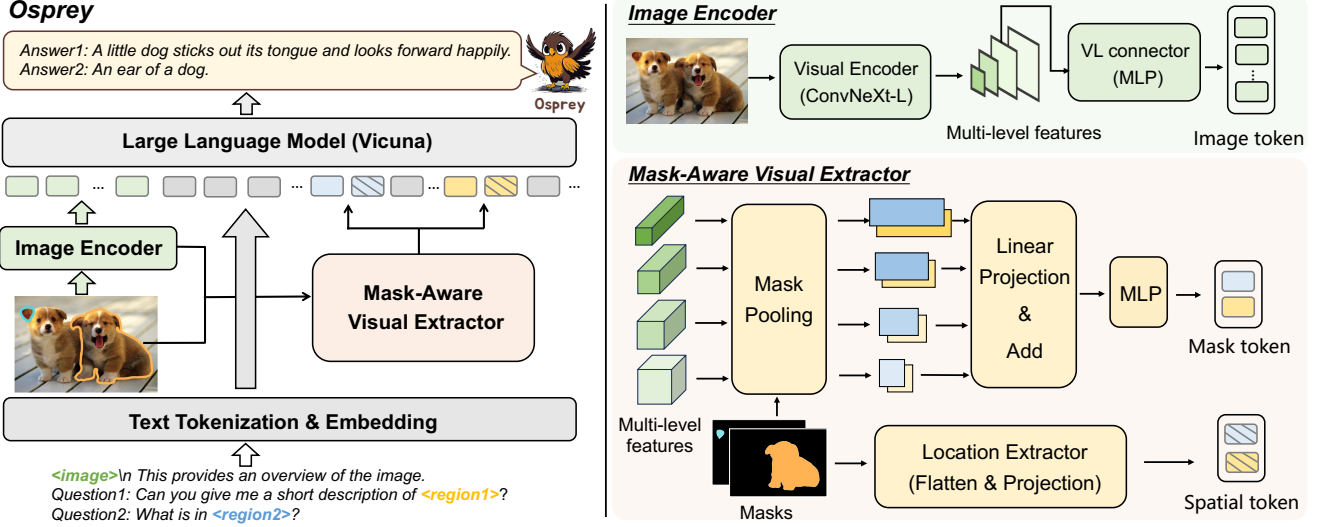 Osprey
Answer1: A little dog sticks out its tongue and looks forward happily.
Answer2: An ear of a dog.
Osprey
Large Language Model (Vicuna)
... ... ... ...
Image Encoder
Mask-Aware
Visual Extractor
Text Tokenization & Embedding
<image>\n This provides an overview of the image.
Question1: Can you give me a short description of <region1>?
Question2: What is in <region2>?
Image Encoder
Visual Encoder
(ConvNeXt-L)
Multi-level features
VL connector
(MLP)
...
Image token
Mask-Aware Visual Extractor
Multi-level
features
Mask
Pooling
Linear
Projection
&
Add
MLP
Mask token
Masks
Location Extractor
(Flatten & Projection)
Spatial token